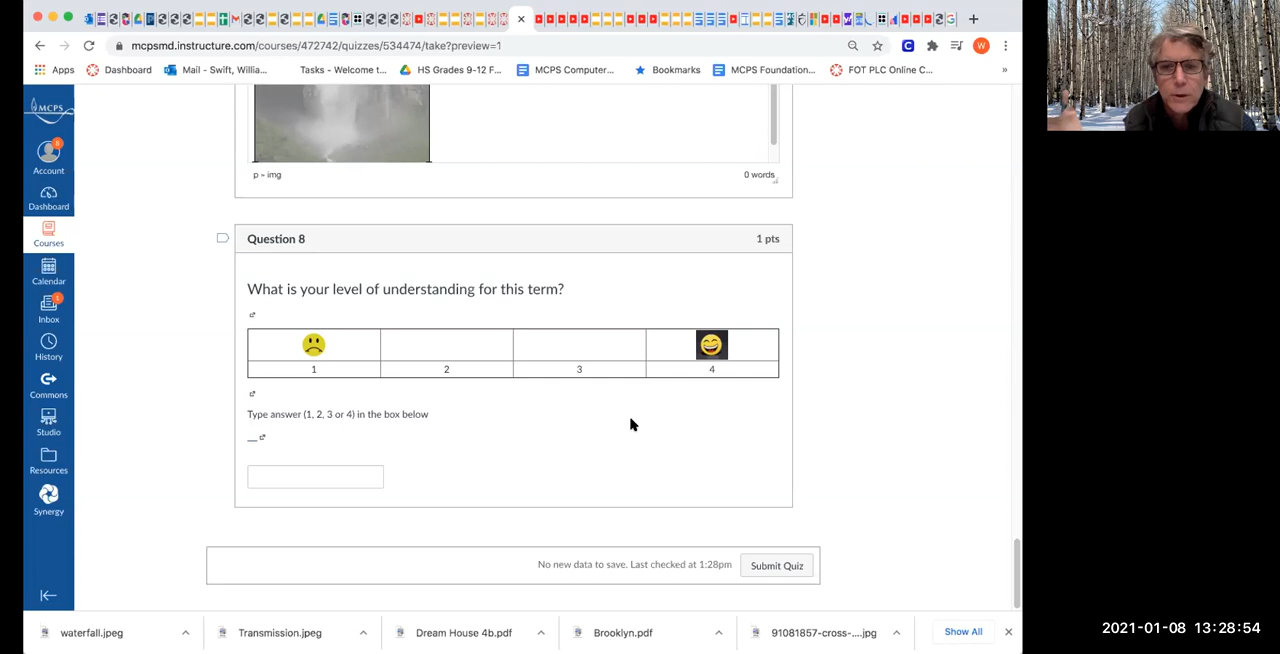 mcpsmd.instructure.com/courses/472742/quizzes/534474/take?preview=1
Apps Dashboard Mail - Swift, Willia... Tasks - Welcome t... HS Grades 9-12 F... MCPS Computer... Bookmarks MCPS Foundation... FOT PLC Online C... »
MCPS
8
Account
Dashboard
Courses
Calendar
1
Inbox
History
Commons
Studio
Resources
Synergy
p » img 0 words
Question 8 1 pts
What is your level of understanding for this term?
1 2 3 4
Type answer (1, 2, 3 or 4) in the box below
No new data to save. Last checked at 1:28pm Submit Quiz
waterfall.jpeg Transmission.jpeg Dream House 4b.pdf Brooklyn.pdf 91081857-cross-....jpg Show All
W
2021-01-08 13:28:54